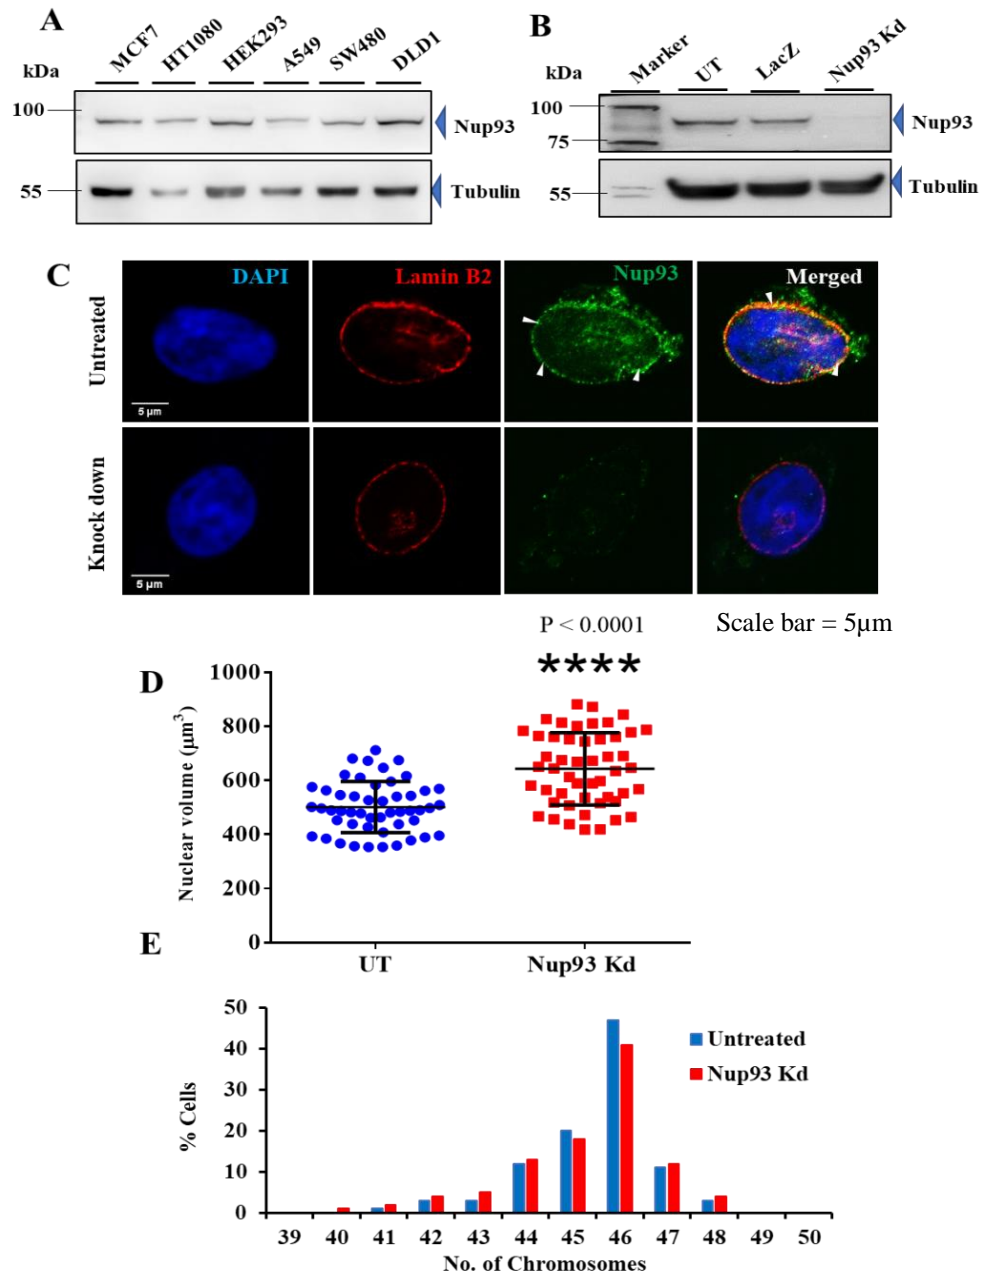 A
MCF7 HT1080 HEK293 A549 SW480 DLD1
kDa
100
Nup93
55
Tubulin
B
Marker UT LacZ Nup93 Kd
kDa
100
75
Nup93
55
Tubulin
C
DAPI Lamin B2 Nup93 Merged
Untreated
5 µm
Knock down
5 µm
Scale bar = 5µm
D
P < 0.0001
****
Nuclear volume (µm³)
1000
800
600
400
200
0
UT Nup93 Kd
E
% Cells
50
40
30
20
10
0
Untreated
Nup93 Kd
39 40 41 42 43 44 45 46 47 48 49 50
No. of Chromosomes